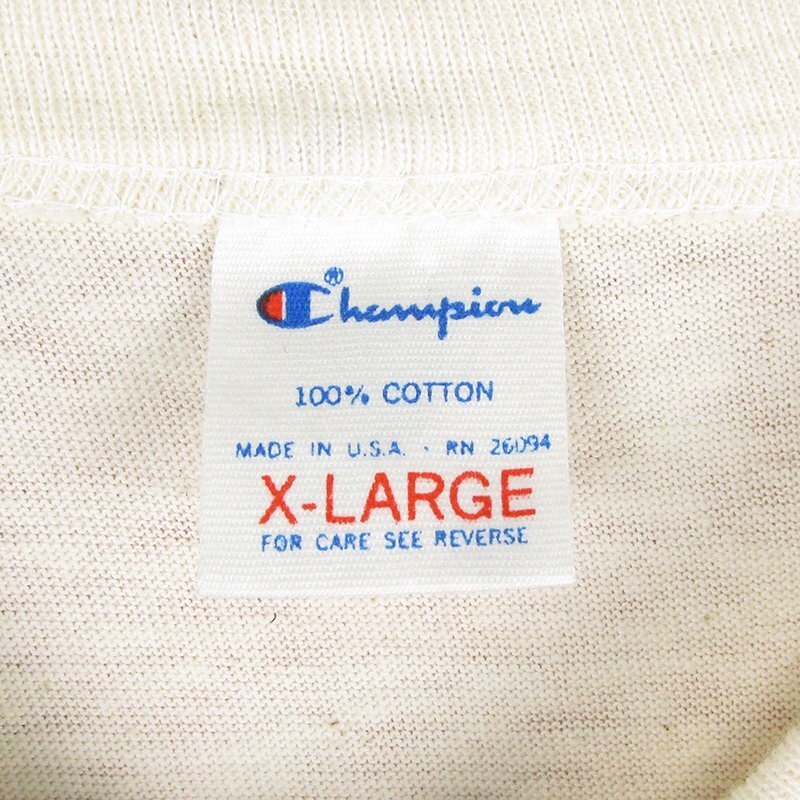 Champion®
100% COTTON
MADE IN U.S.A. · RN 26094
X-LARGE
FOR CARE SEE REVERSE